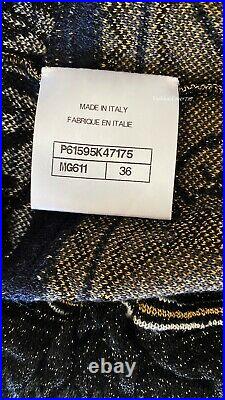 MADE IN ITALY
FABRIQUE EN ITALIE
P61595K47175
MG611 36